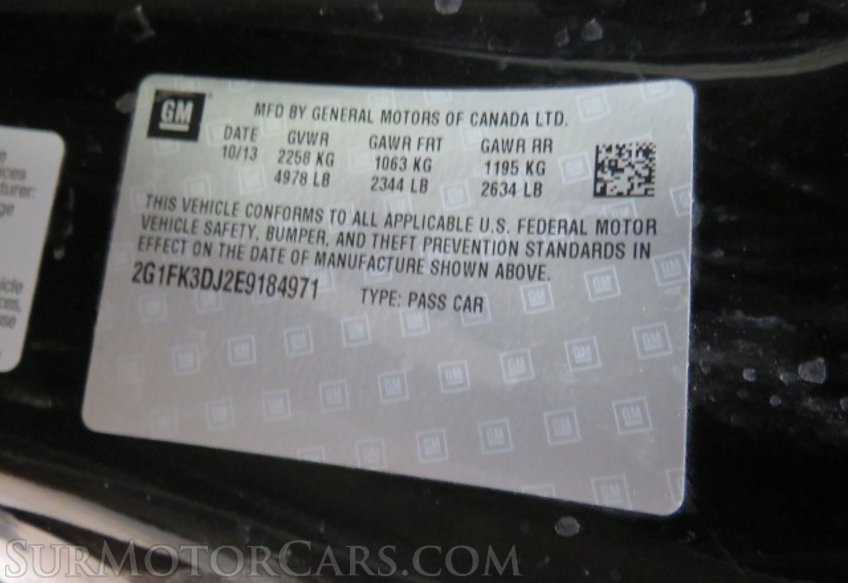 GM
MFD BY GENERAL MOTORS OF CANADA LTD.
DATE GVWR GAWR FRT GAWR RR
10/13 2258 KG 1063 KG 1195 KG
4978 LB 2344 LB 2634 LB
THIS VEHICLE CONFORMS TO ALL APPLICABLE U.S. FEDERAL MOTOR
VEHICLE SAFETY, BUMPER, AND THEFT PREVENTION STANDARDS IN
EFFECT ON THE DATE OF MANUFACTURE SHOWN ABOVE.
2G1FK3DJ2E9184971 TYPE: PASS CAR
SURMOTORCARS.COM